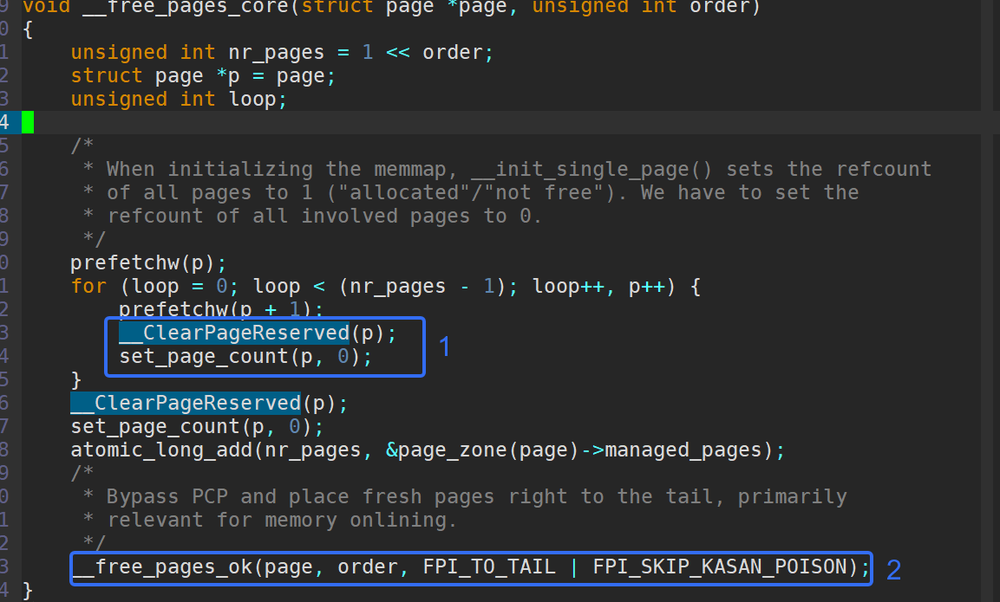 9 void __free_pages_core(struct page *page, unsigned int order)
0 {
1     unsigned int nr_pages = 1 << order;
2     struct page *p = page;
3     unsigned int loop;
4
5     /*
6      * When initializing the memmap, __init_single_page() sets the refcount
7      * of all pages to 1 ("allocated"/"not free"). We have to set the
8      * refcount of all involved pages to 0.
9      */
0     prefetchw(p);
1     for (loop = 0; loop < (nr_pages - 1); loop++, p++) {
2         prefetchw(p + 1);
3         __ClearPageReserved(p);
4         set_page_count(p, 0); 1
5     }
6     __ClearPageReserved(p);
7     set_page_count(p, 0);
8     atomic_long_add(nr_pages, &page_zone(page)->managed_pages);
9     /*
0      * Bypass PCP and place fresh pages right to the tail, primarily
1      * relevant for memory onlining.
2      */
3     __free_pages_ok(page, order, FPI_TO_TAIL | FPI_SKIP_KASAN_POISON); 2
4 }